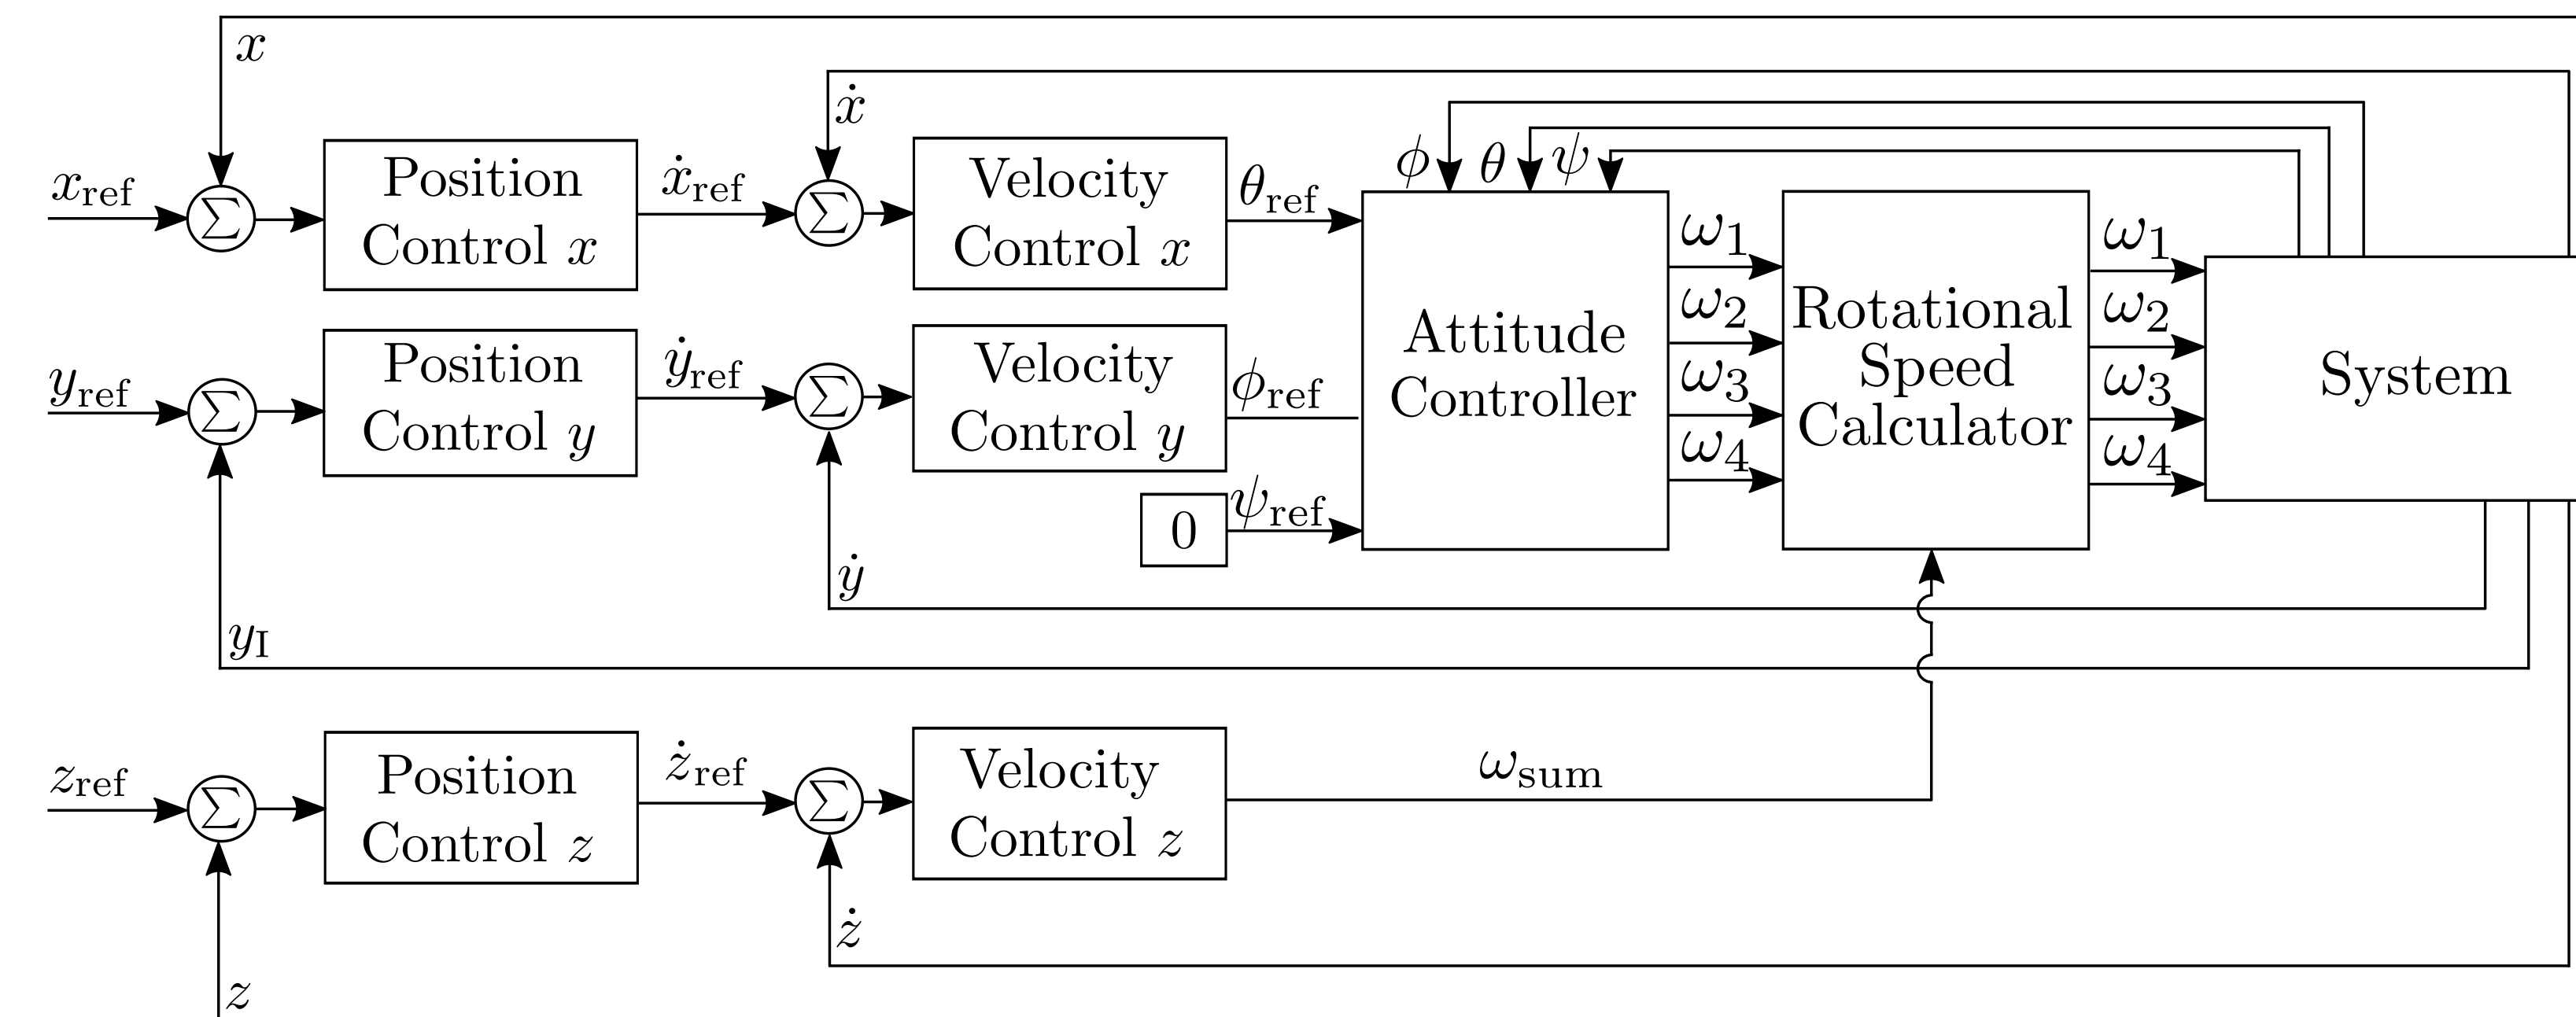 x
ẋ
ϕ θ ψ
x_ref
Σ
Position
Control x
ẋ_ref
Σ
Velocity
Control x
θ_ref
y_ref
Σ
Position
Control y
ẏ_ref
Σ
Velocity
Control y
ϕ_ref
0
ψ_ref
Attitude
Controller
ω1
ω2
ω3
ω4
Rotational
Speed
Calculator
ω1
ω2
ω3
ω4
System
ẏ
y_I
z_ref
Σ
Position
Control z
ż_ref
Σ
Velocity
Control z
ω_sum
ż
z